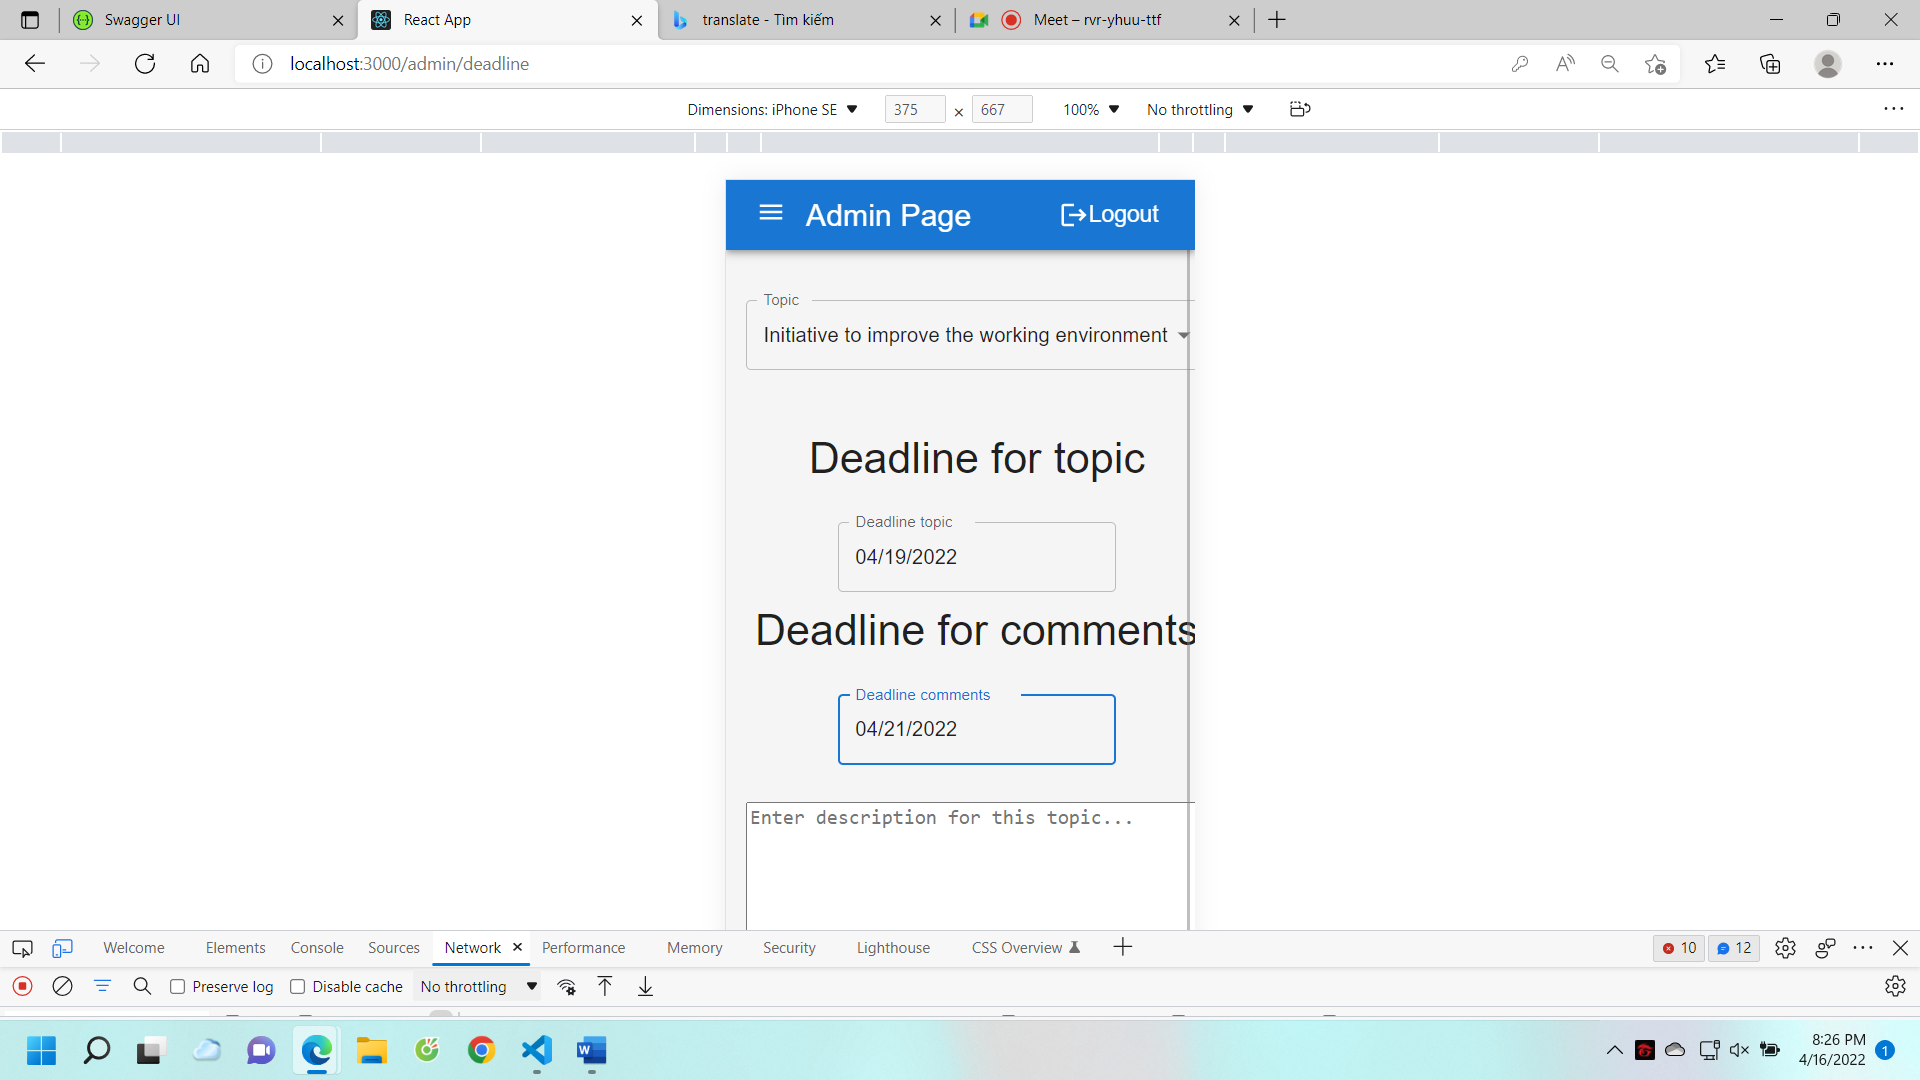 Swagger UI
React App
translate - Tìm kiếm
Meet – rvr-yhuu-ttf
localhost:3000/admin/deadline
Dimensions: iPhone SE
375
×
667
100%
No throttling
Admin Page
Logout
Topic
Initiative to improve the working environment
Deadline for topic
Deadline topic
04/19/2022
Deadline for comments
Deadline comments
04/21/2022
Enter description for this topic...
Welcome
Elements
Console
Sources
Network
Performance
Memory
Security
Lighthouse
CSS Overview
10
12
Preserve log
Disable cache
No throttling
8:26 PM
4/16/2022
1